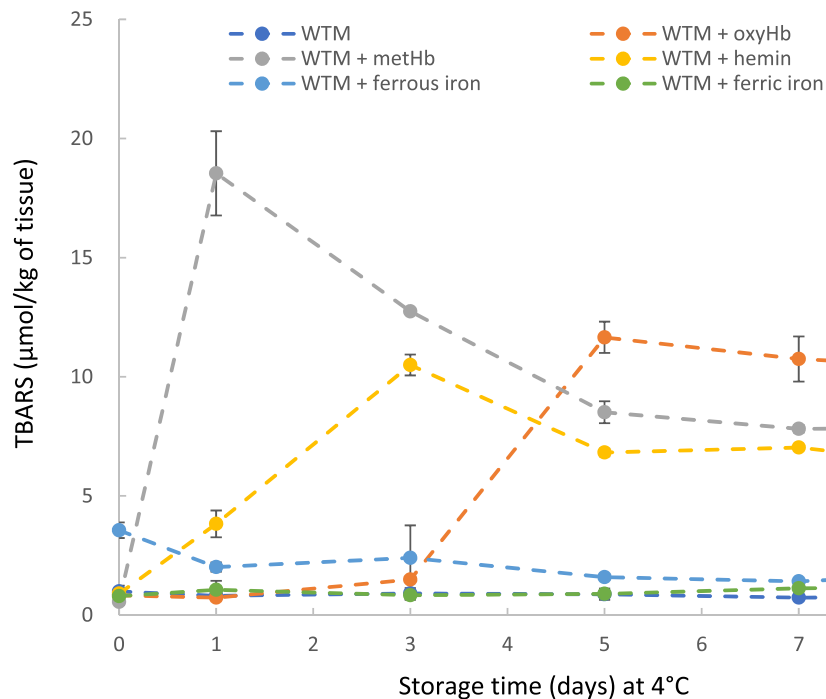 25
WTM
WTM + oxyHb
WTM + metHb
WTM + hemin
WTM + ferrous iron
WTM + ferric iron
20
15
10
5
0
TBARS (µmol/kg of tissue)
0 1 2 3 4 5 6 7
Storage time (days) at 4°C